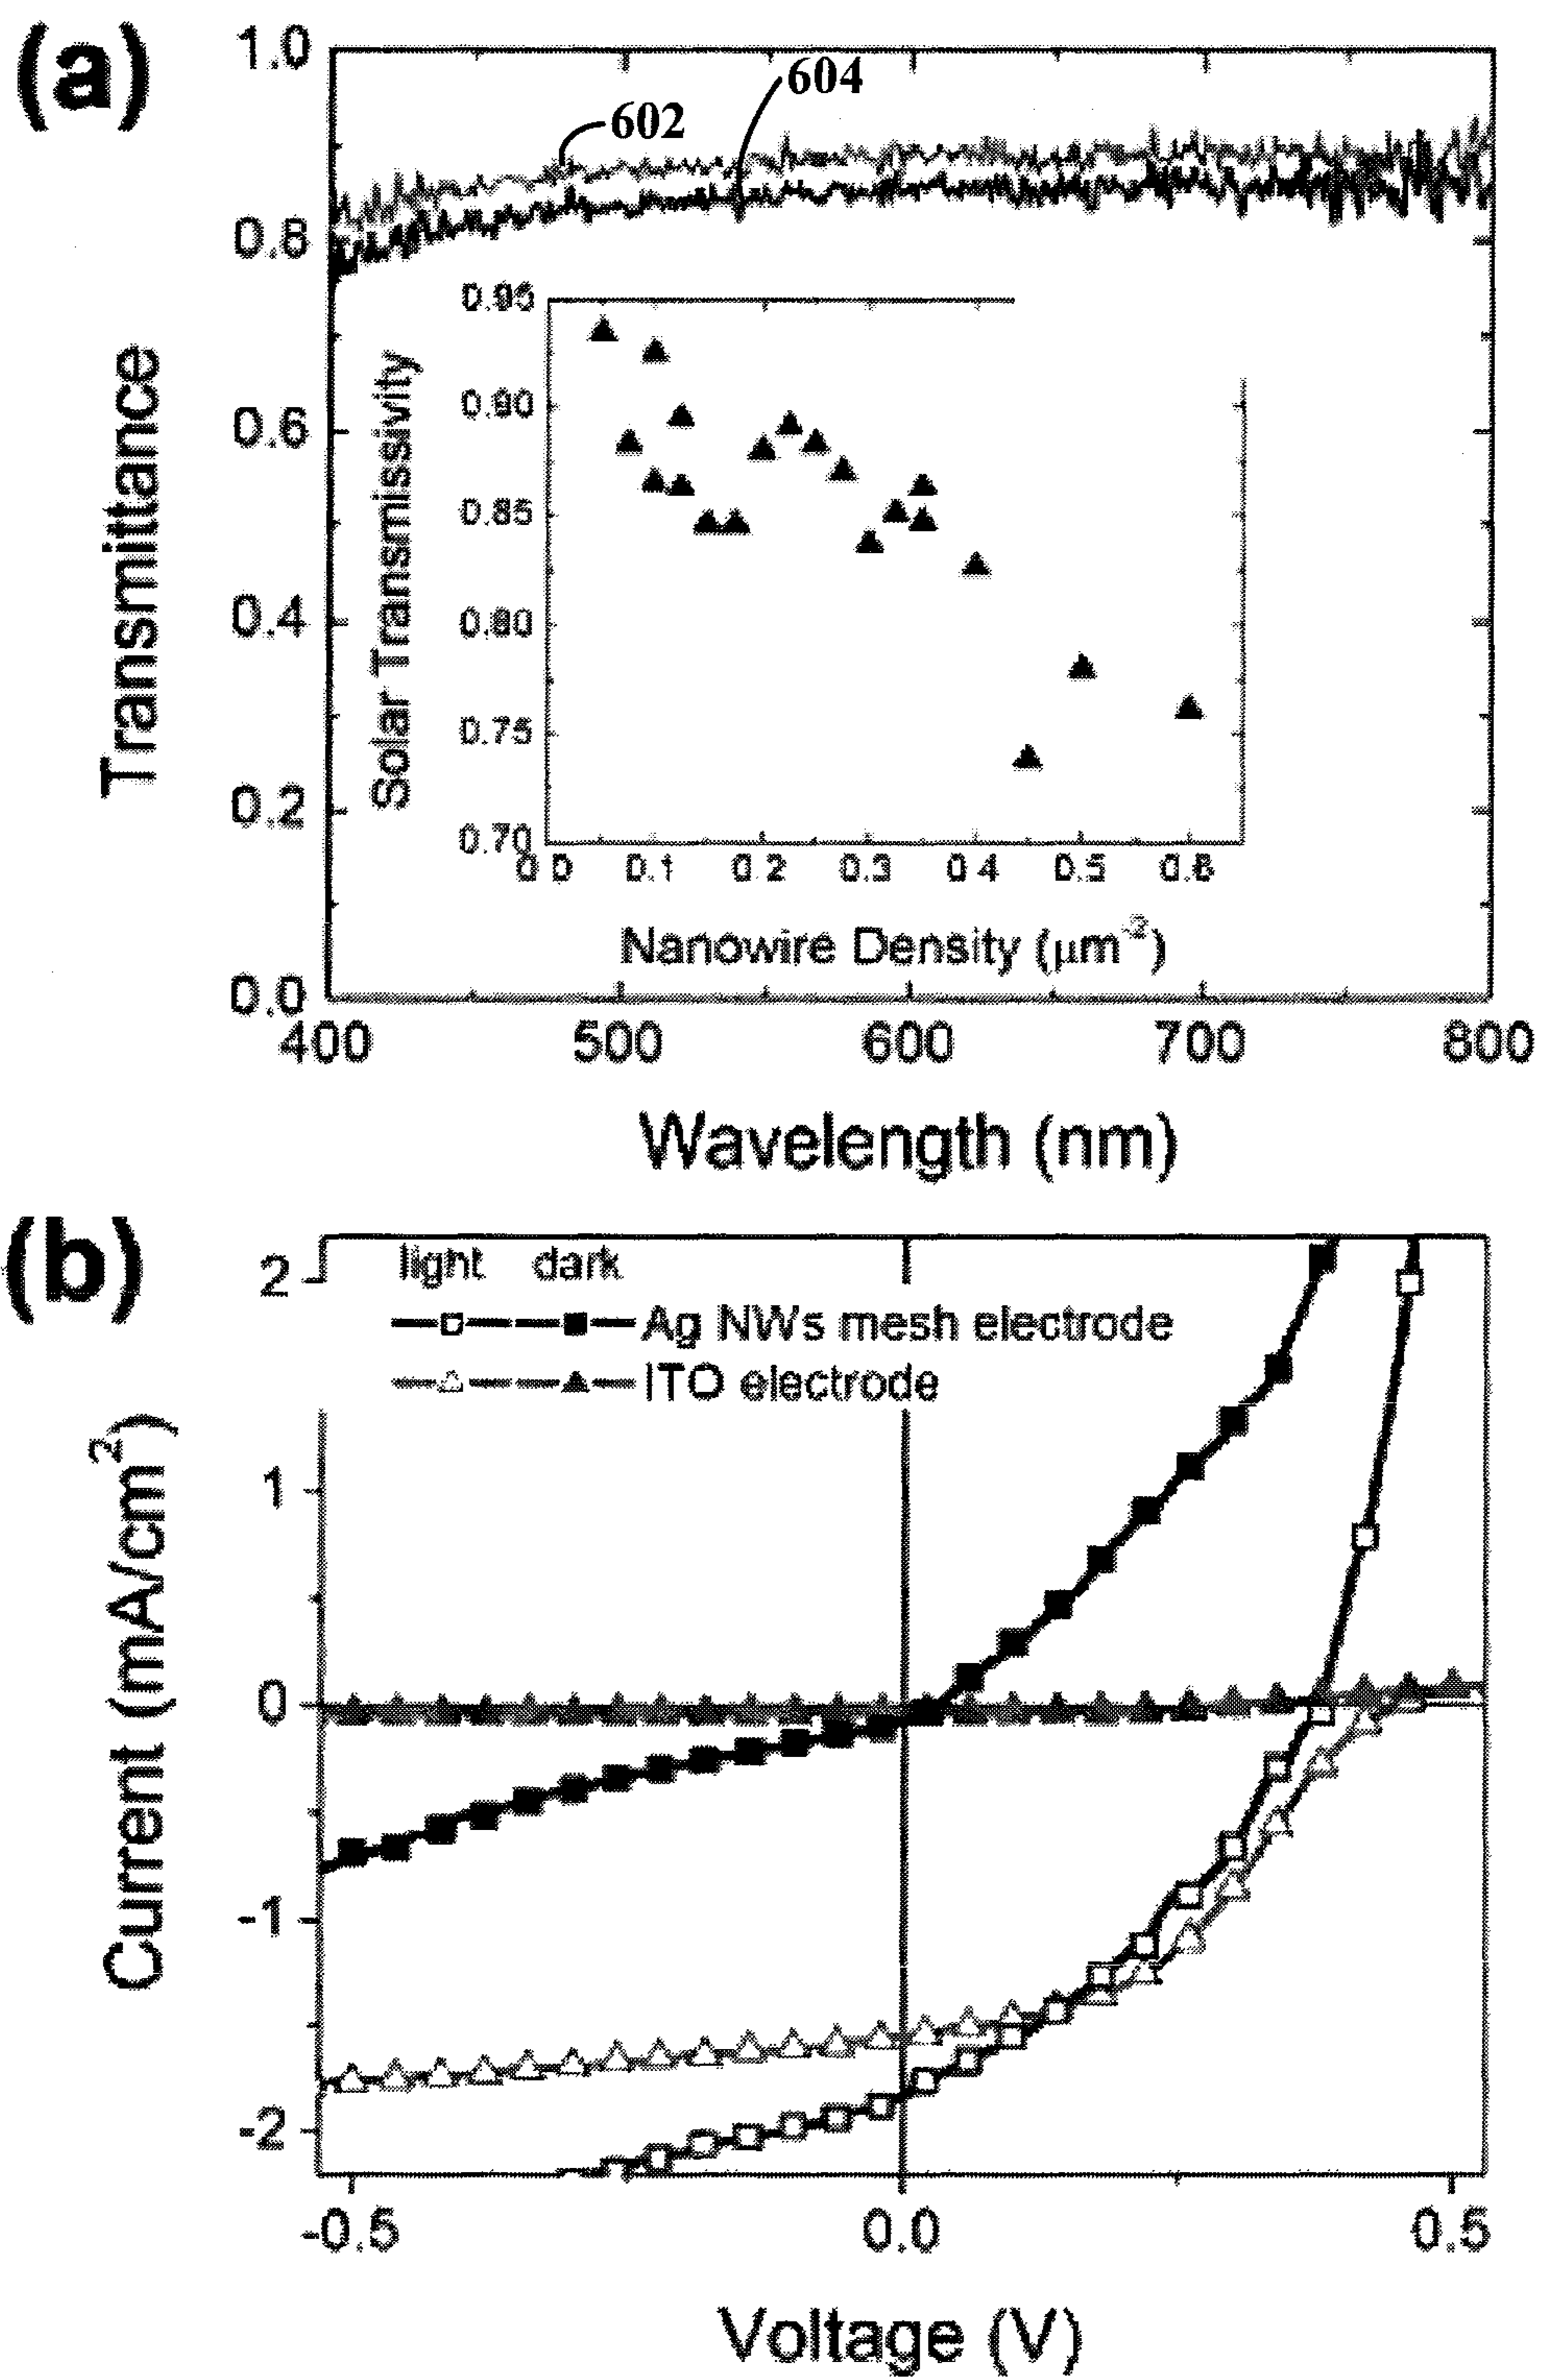 (a)
1.0
0.8
0.6
0.4
0.2
0.0
Transmittance
602
604
0.95
0.90
0.85
0.80
0.75
0.70
Solar Transmissivity
0.0 0.1 0.2 0.3 0.4 0.5 0.6
Nanowire Density (μm⁻²)
400 500 600 700 800
Wavelength (nm)
(b)
light dark
Ag NWs mesh electrode
ITO electrode
2
1
0
-1
-2
Current (mA/cm²)
-0.5 0.0 0.5
Voltage (V)